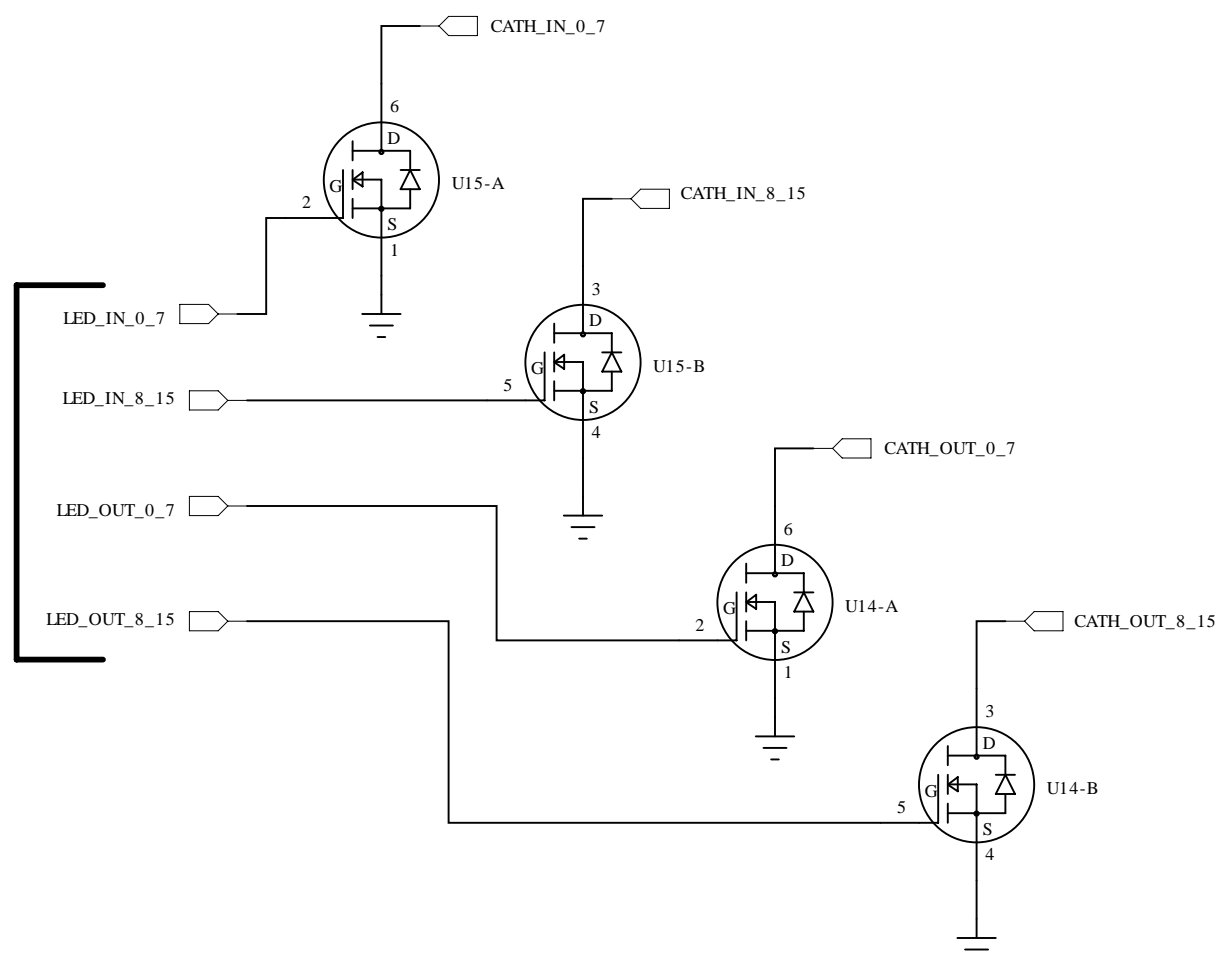 CATH_IN_0_7
6
D
G
U15-A
2
S
1
CATH_IN_8_15
LED_IN_0_7
3
D
G
U15-B
LED_IN_8_15
5
S
4
CATH_OUT_0_7
LED_OUT_0_7
6
D
G
U14-A
LED_OUT_8_15
2
S
1
CATH_OUT_8_15
3
D
G
U14-B
5
S
4